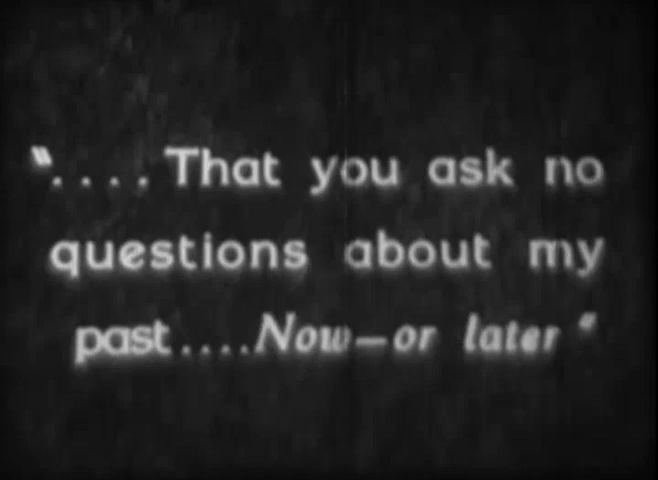 ".... That you ask no
questions about my
past....Now—or later"